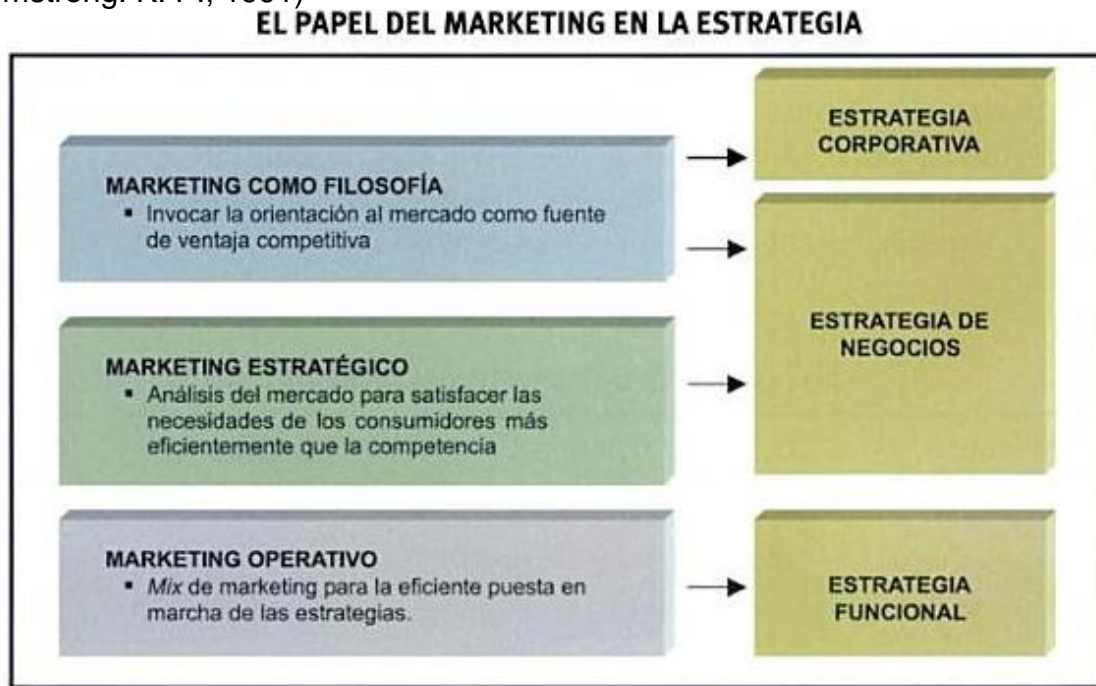 mstrong. R. P4, 1991)
EL PAPEL DEL MARKETING EN LA ESTRATEGIA
MARKETING COMO FILOSOFÍA
▪ Invocar la orientación al mercado como fuente
de ventaja competitiva
MARKETING ESTRATÉGICO
▪ Análisis del mercado para satisfacer las
necesidades de los consumidores más
eficientemente que la competencia
MARKETING OPERATIVO
▪ Mix de marketing para la eficiente puesta en
marcha de las estrategias.
ESTRATEGIA
CORPORATIVA
ESTRATEGIA DE
NEGOCIOS
ESTRATEGIA
FUNCIONAL